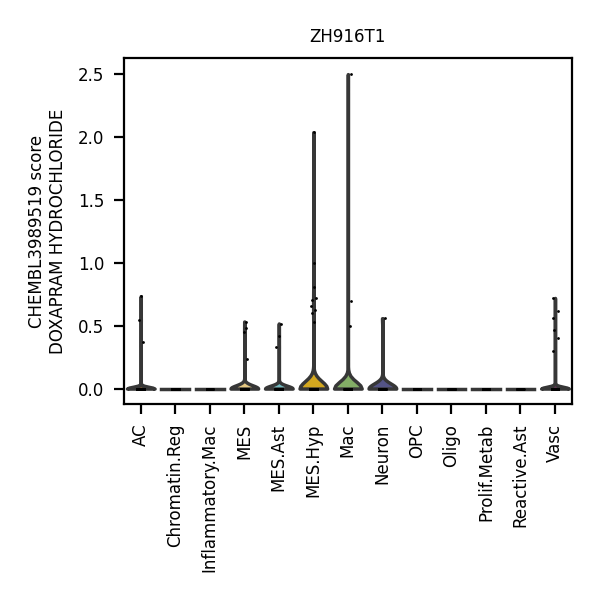 ZH916T1
CHEMBL3989519 score
DOXAPRAM HYDROCHLORIDE
2.5
2.0
1.5
1.0
0.5
0.0
AC
Chromatin.Reg
Inflammatory.Mac
MES
MES.Ast
MES.Hyp
Mac
Neuron
OPC
Oligo
Prolif.Metab
Reactive.Ast
Vasc